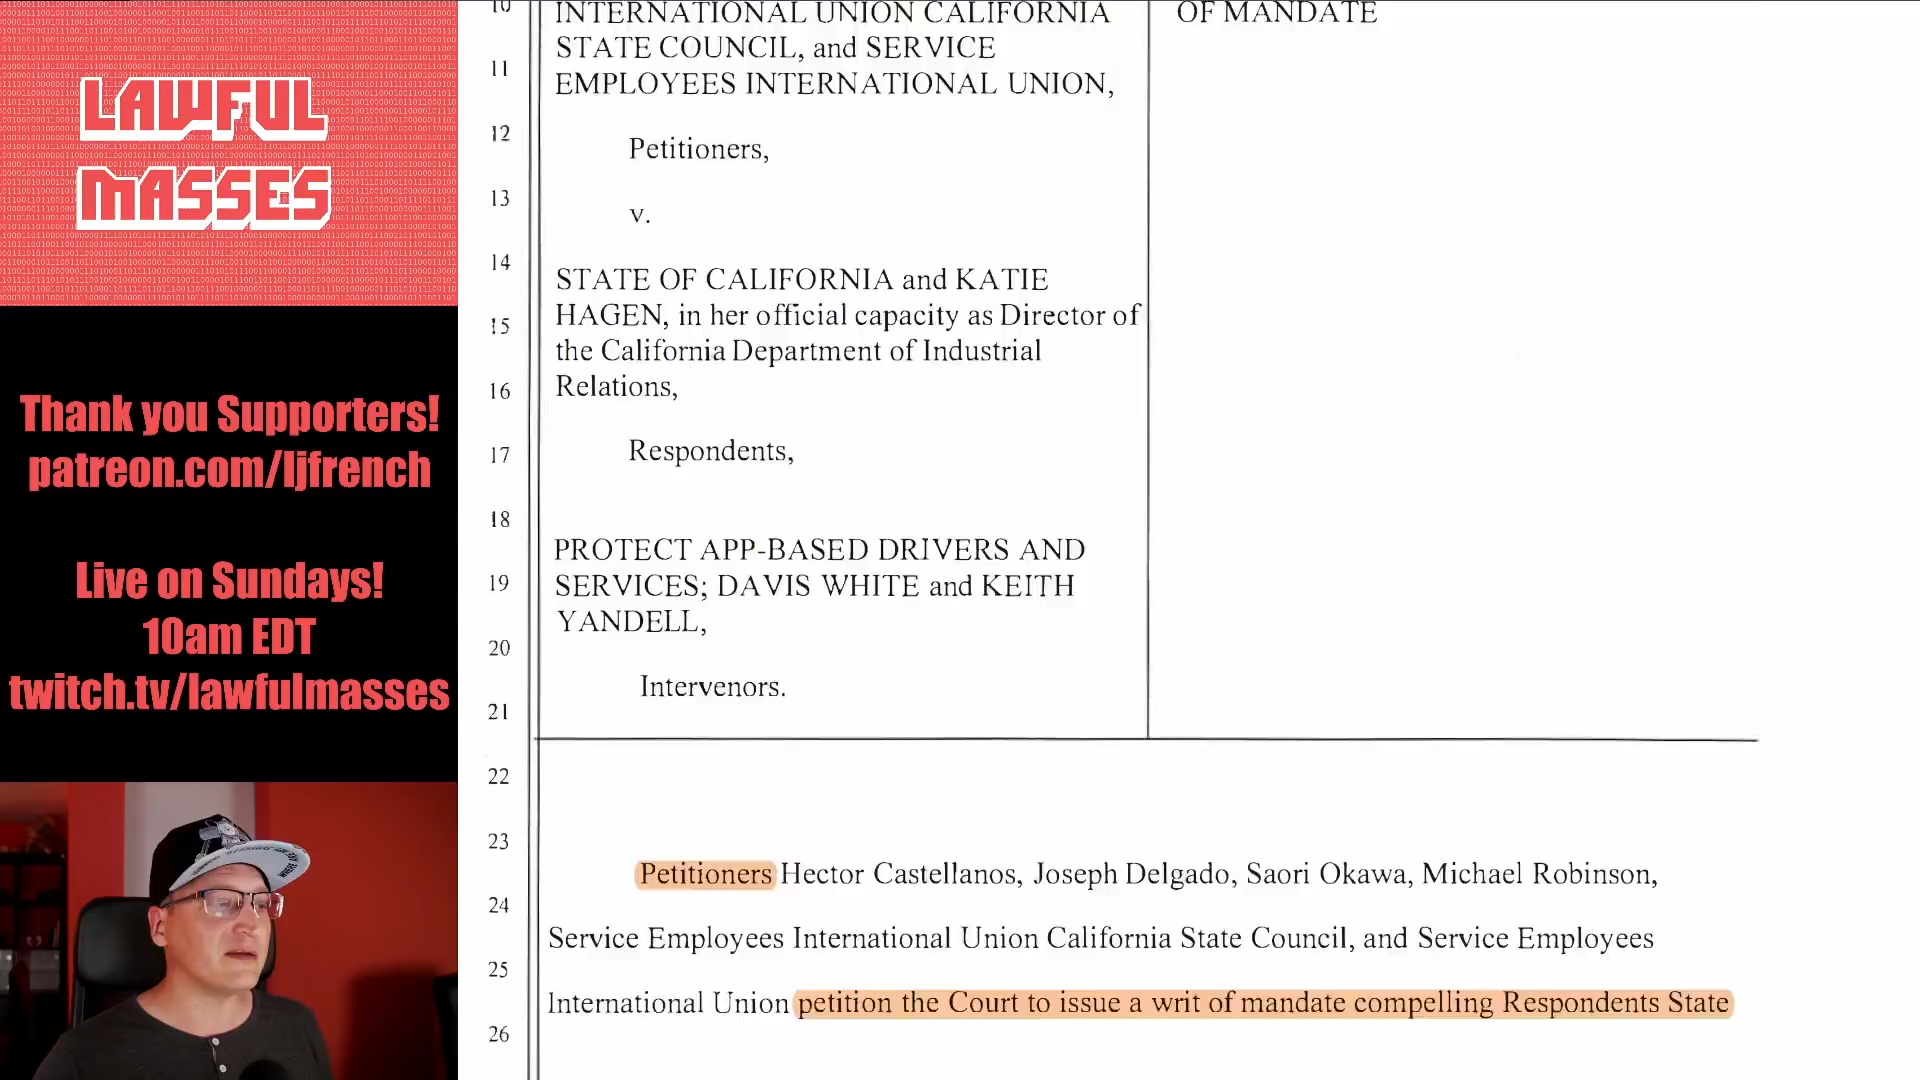 LAWFUL
MASSES
Thank you Supporters!
patreon.com/ljfrench
Live on Sundays!
10am EDT
twitch.tv/lawfulmasses
10
INTERNATIONAL UNION CALIFORNIA
STATE COUNCIL, and SERVICE
11
EMPLOYEES INTERNATIONAL UNION,
12
Petitioners,
13
v.
14
STATE OF CALIFORNIA and KATIE
HAGEN, in her official capacity as Director of
15
the California Department of Industrial
16
Relations,
17
Respondents,
18
PROTECT APP-BASED DRIVERS AND
19
SERVICES; DAVIS WHITE and KEITH
YANDELL,
20
Intervenors.
21
OF MANDATE
22
23
Petitioners Hector Castellanos, Joseph Delgado, Saori Okawa, Michael Robinson,
24
Service Employees International Union California State Council, and Service Employees
25
International Union petition the Court to issue a writ of mandate compelling Respondents State
26